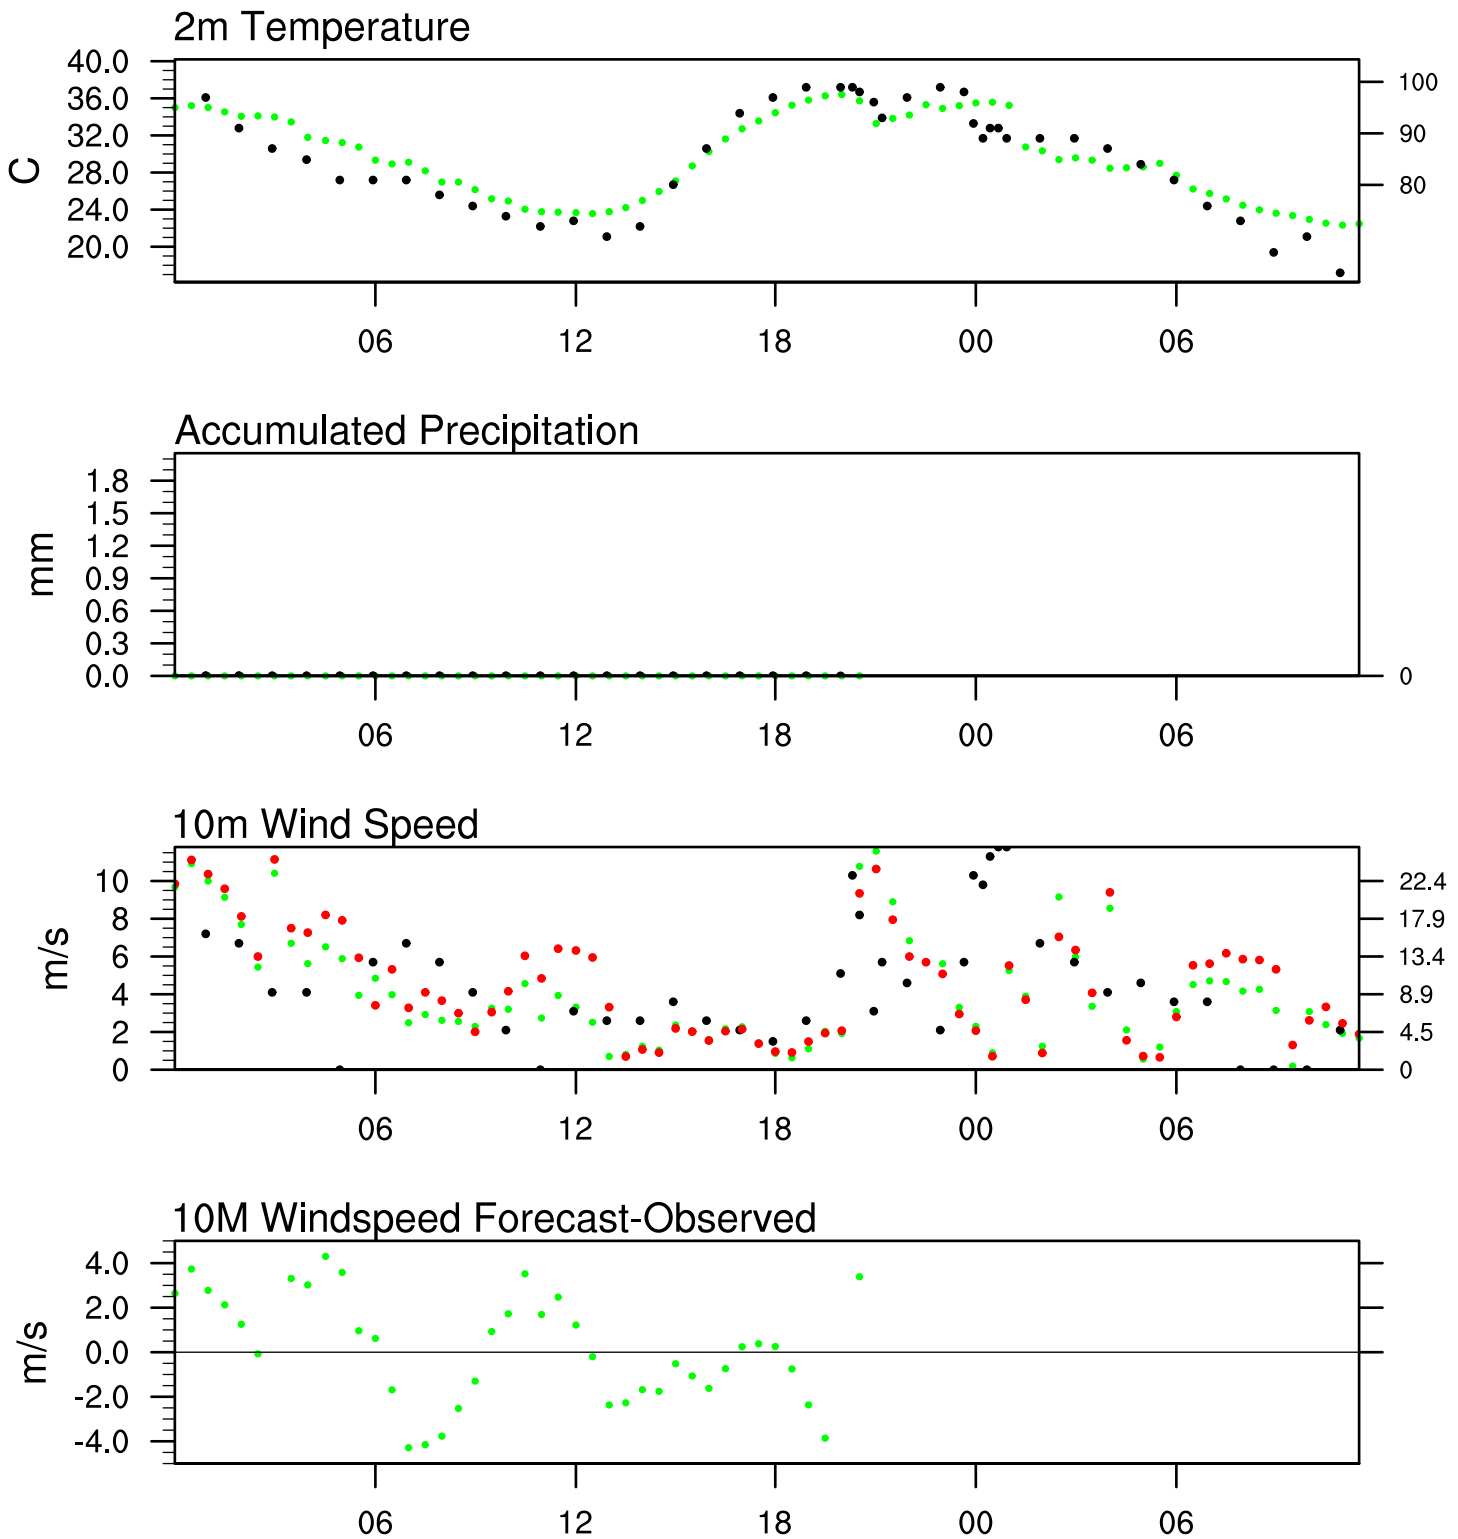 2m Temperature
40.0
36.0
32.0
28.0
24.0
20.0
C
100
90
80
06 12 18 00 06
Accumulated Precipitation
1.8
1.5
1.2
0.9
0.6
0.3
0.0
mm
0
06 12 18 00 06
10m Wind Speed
10
8
6
4
2
0
m/s
22.4
17.9
13.4
8.9
4.5
0
06 12 18 00 06
10M Windspeed Forecast-Observed
4.0
2.0
0.0
-2.0
-4.0
m/s
06 12 18 00 06